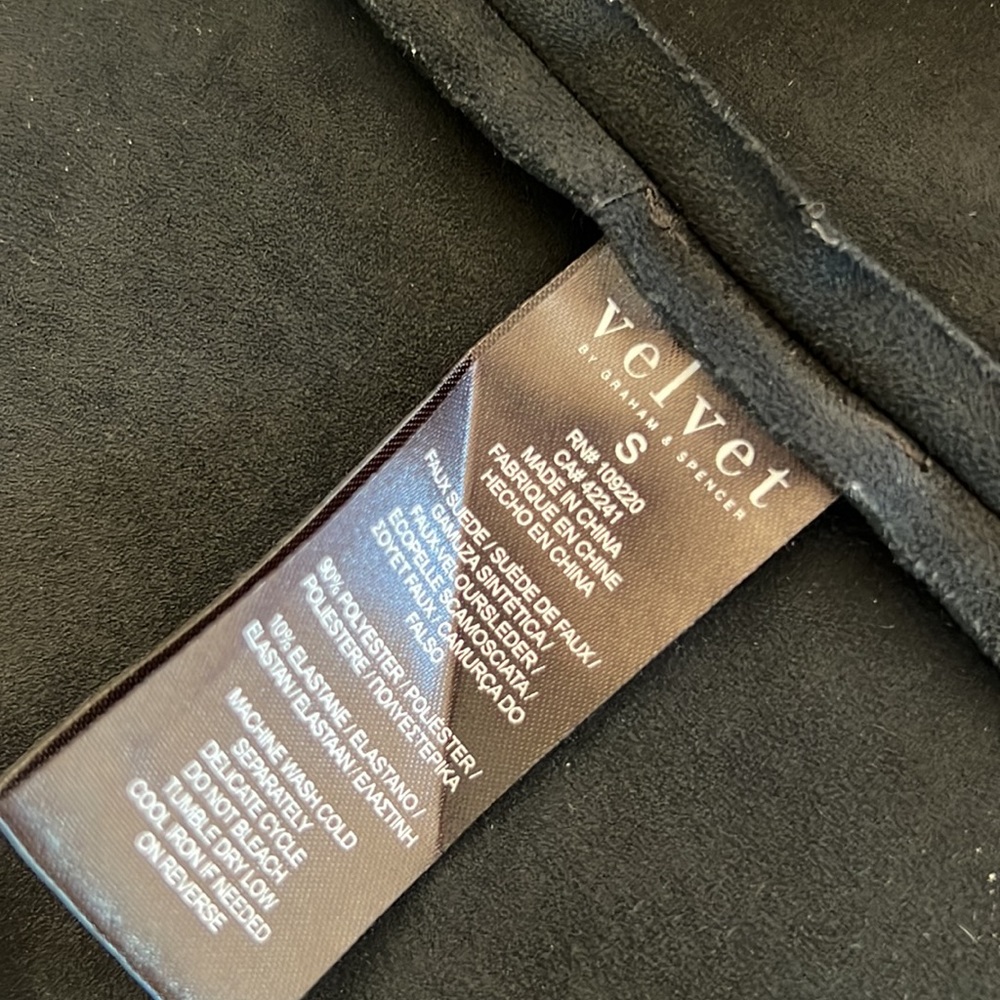 velvet
BY GRAHAM & SPENCER
S
RN# 109220
CA# 42241
MADE IN CHINA
FABRIQUE EN CHINE
HECHO EN CHINA
FAUX SUEDE / SUÈDE DE FAUX /
GAMUZA SINTÉTICA /
FAUX-VELOURSLEDER /
ECOPELLE SCAMOSCIATA /
ΣΟΥΕΤ FAUX / CAMURÇA DO
FALSO
90% POLYESTER / POLIÉSTER /
POLIESTERE / ΠΟΛΥΕΣΤΕΡΙΚΑ
10% ELASTANE / ELASTANO /
ELASTAN / ELASTAAN / ΕΛΑΣΤΙΝΗ
MACHINE WASH COLD
SEPARATELY
DELICATE CYCLE
DO NOT BLEACH
TUMBLE DRY LOW
COOL IRON IF NEEDED
ON REVERSE